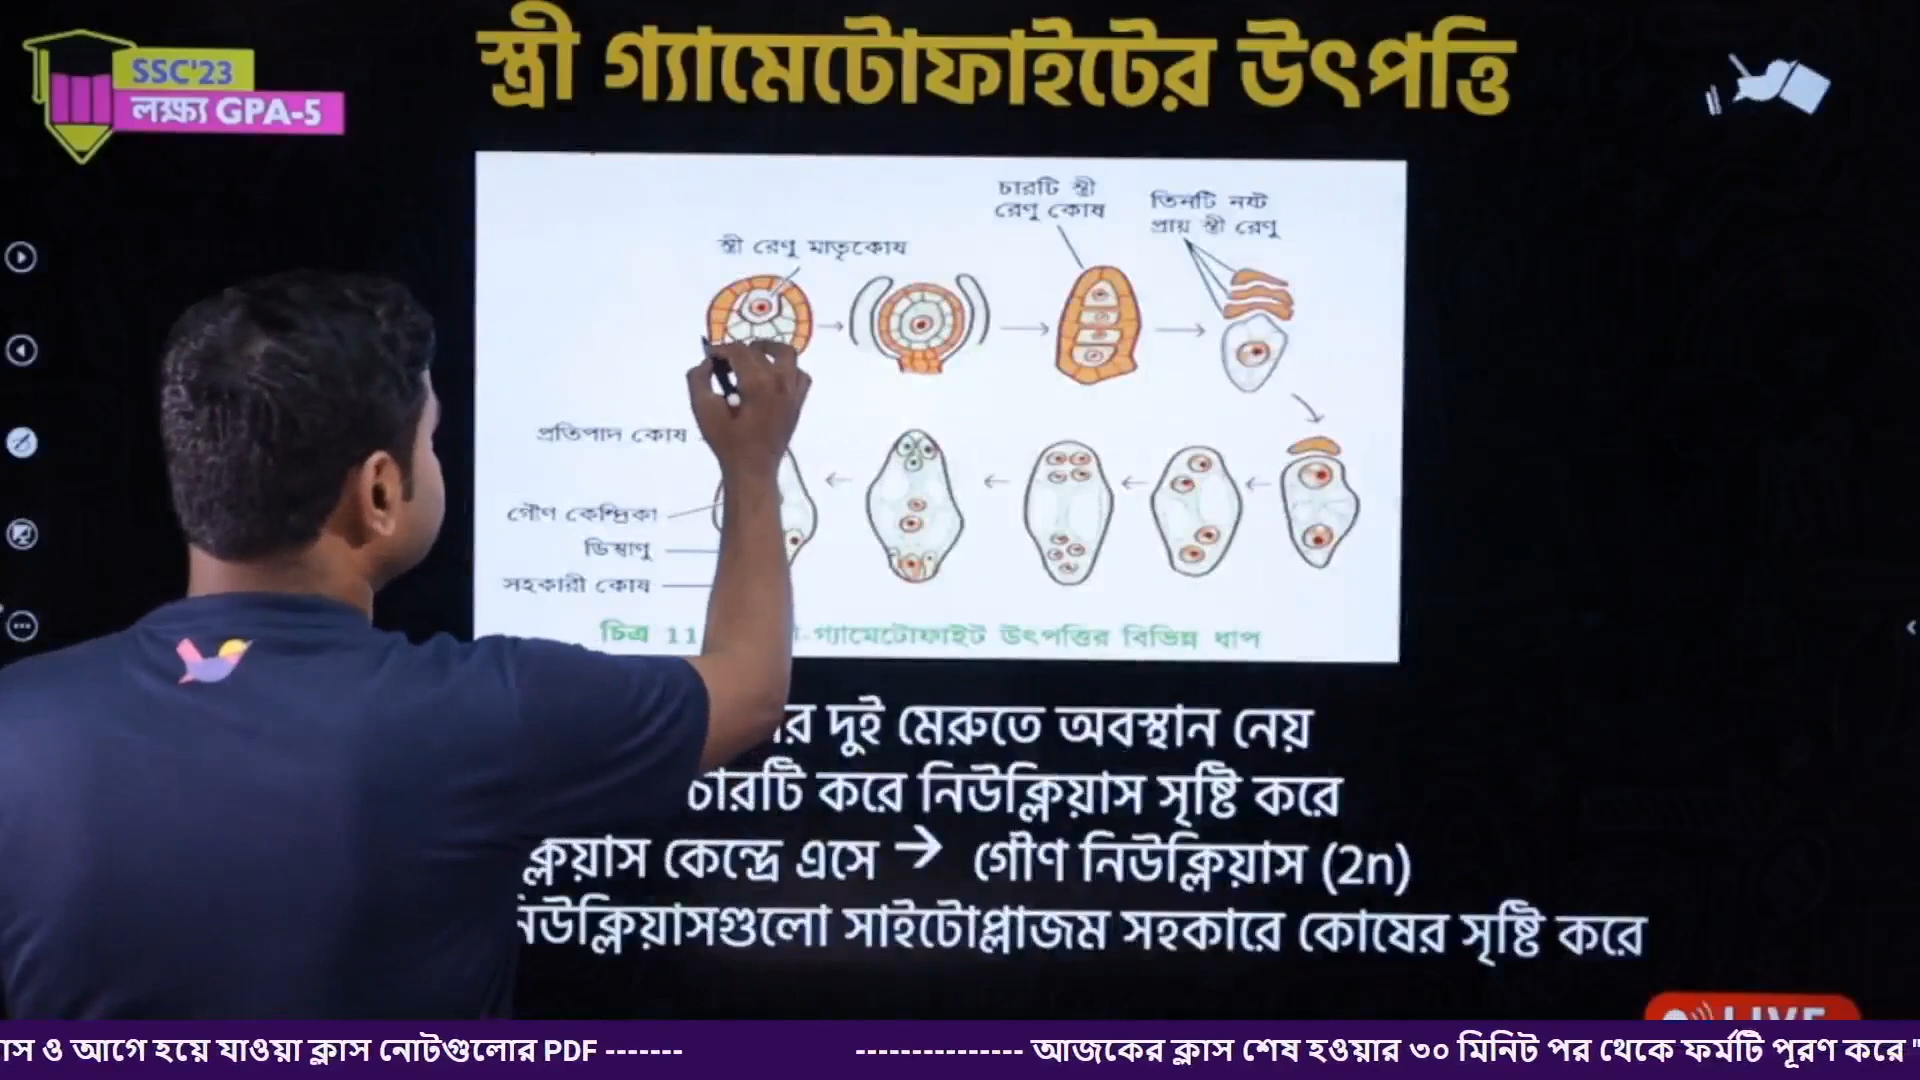 স্ত্রী গ্যামেটোফাইটের উৎপত্তি
SSC'23
লক্ষ্য GPA-5
চারটি স্ত্রী
রেণু কোষ
তিনটি নষ্ট
প্রায় স্ত্রী রেণু
স্ত্রী রেণু মাতৃকোষ
প্রতিপাদ কোষ
গৌণ কেন্দ্রিকা
ডিম্বাণু
সহকারী কোষ
চিত্র 11 -গ্যামেটোফাইট উৎপত্তির বিভিন্ন ধাপ
দুই মেরুতে অবস্থান নেয়
চারটি করে নিউক্লিয়াস সৃষ্টি করে
কেন্দ্রে এসে → গৌণ নিউক্লিয়াস (2n)
সাইটোপ্লাজম সহকারে কোষের সৃষ্টি করে
LIVE
ও আগে হয়ে যাওয়া ক্লাস নোটগুলোর PDF ------- --------------- আজকের ক্লাস শেষ হওয়ার ৩০ মিনিট পর থেকে ফর্মটি পূরণ করে "